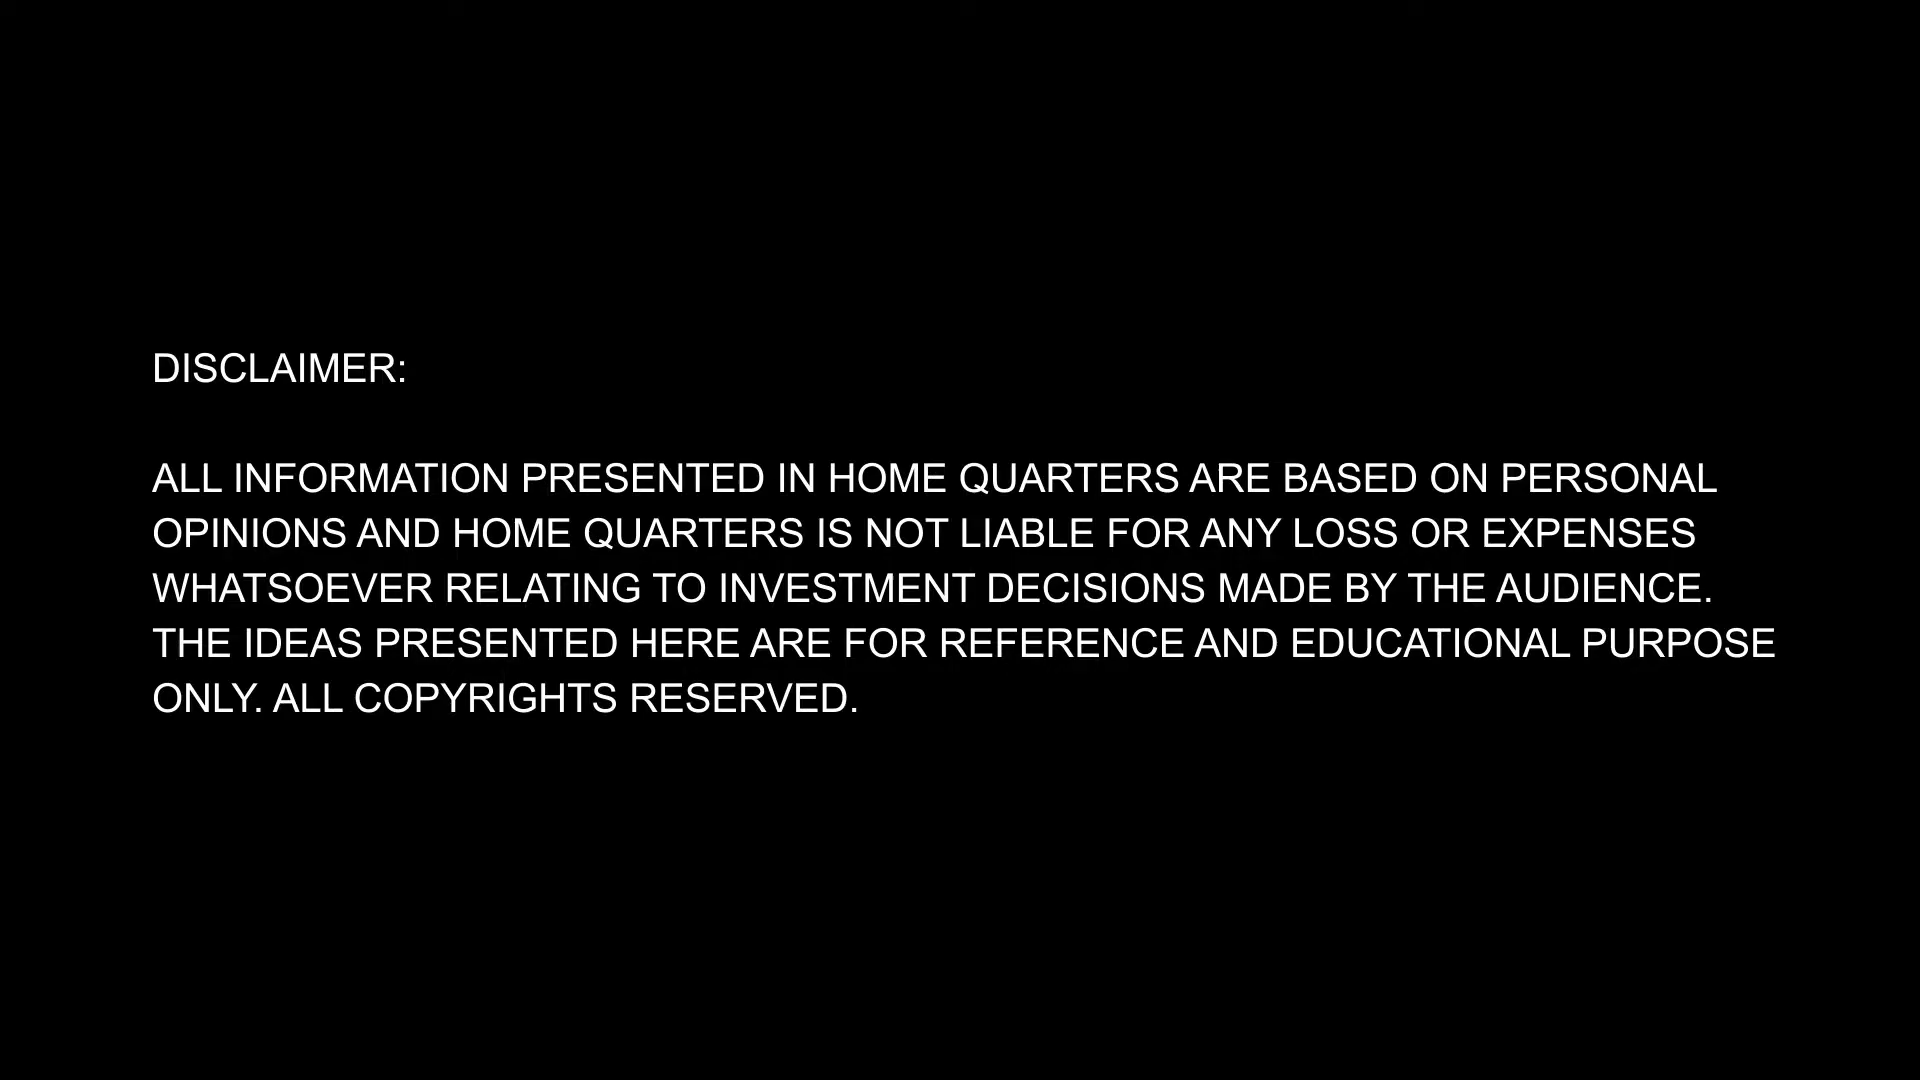 DISCLAIMER:
ALL INFORMATION PRESENTED IN HOME QUARTERS ARE BASED ON PERSONAL
OPINIONS AND HOME QUARTERS IS NOT LIABLE FOR ANY LOSS OR EXPENSES
WHATSOEVER RELATING TO INVESTMENT DECISIONS MADE BY THE AUDIENCE.
THE IDEAS PRESENTED HERE ARE FOR REFERENCE AND EDUCATIONAL PURPOSE
ONLY. ALL COPYRIGHTS RESERVED.